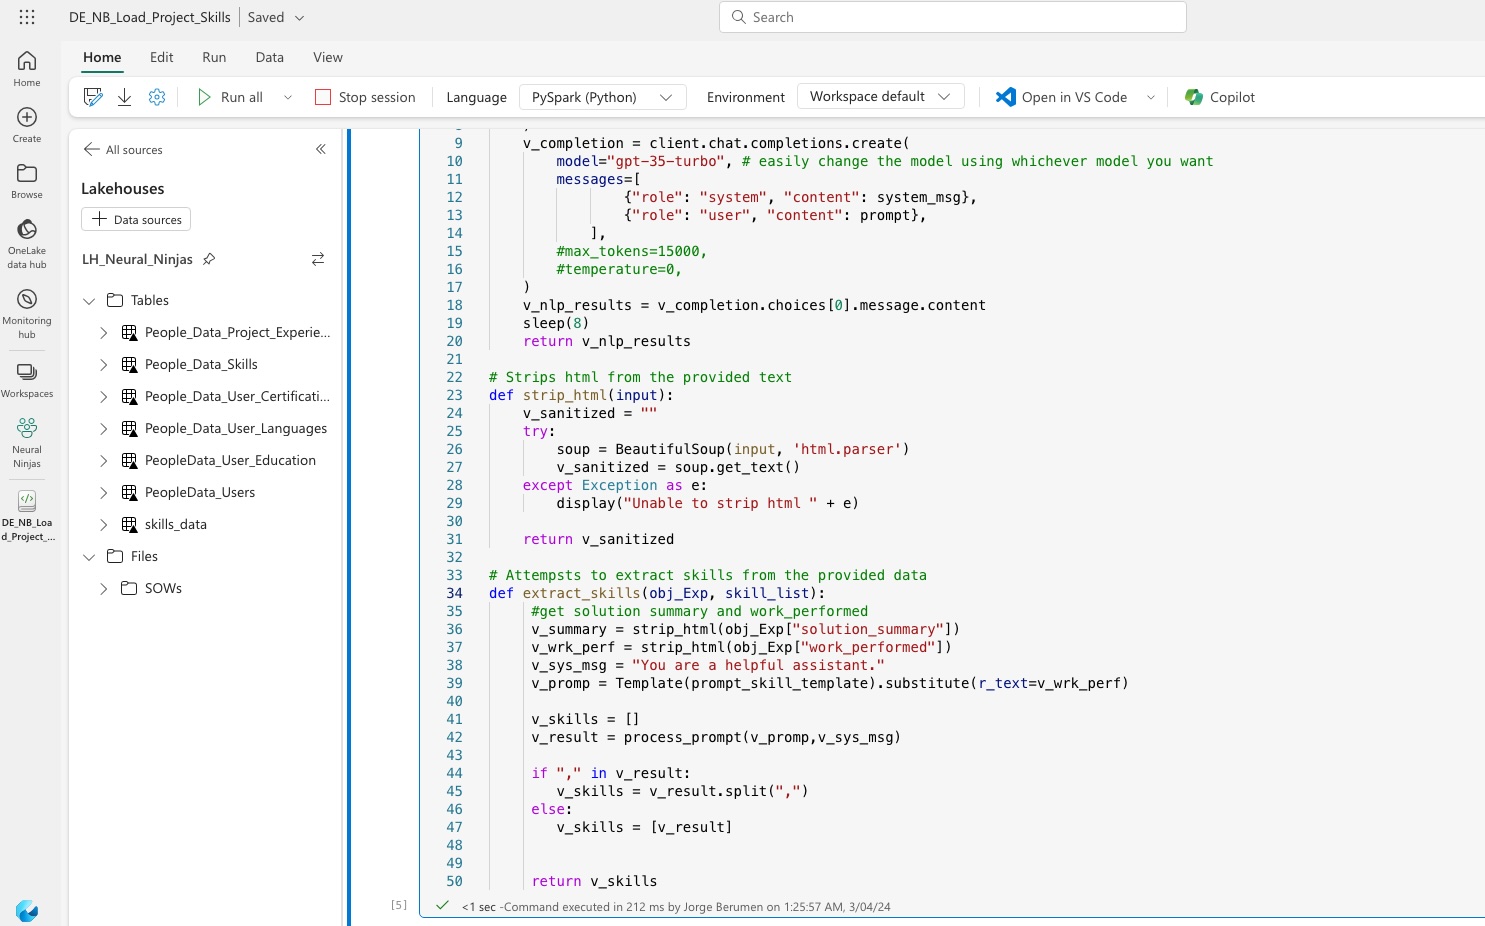 DE_NB_Load_Project_Skills | Saved
Search
Home Edit Run Data View
Run all Stop session Language PySpark (Python) Environment Workspace default Open in VS Code Copilot
Home
Create
Browse
OneLake
data hub
Monitoring
hub
Workspaces
Neural
Ninjas
DE_NB_Loa
d_Project_...
All sources
Lakehouses
Data sources
LH_Neural_Ninjas
Tables
People_Data_Project_Experie...
People_Data_Skills
People_Data_User_Certificati...
People_Data_User_Languages
PeopleData_User_Education
PeopleData_Users
skills_data
Files
SOWs
9 v_completion = client.chat.completions.create(
10 model="gpt-35-turbo", # easily change the model using whichever model you want
11 messages=[
12 {"role": "system", "content": system_msg},
13 {"role": "user", "content": prompt},
14 ],
15 #max_tokens=15000,
16 #temperature=0,
17 )
18 v_nlp_results = v_completion.choices[0].message.content
19 sleep(8)
20 return v_nlp_results
21
22 # Strips html from the provided text
23 def strip_html(input):
24 v_sanitized = ""
25 try:
26 soup = BeautifulSoup(input, 'html.parser')
27 v_sanitized = soup.get_text()
28 except Exception as e:
29 display("Unable to strip html " + e)
30
31 return v_sanitized
32
33 # Attempsts to extract skills from the provided data
34 def extract_skills(obj_Exp, skill_list):
35 #get solution summary and work_performed
36 v_summary = strip_html(obj_Exp["solution_summary"])
37 v_wrk_perf = strip_html(obj_Exp["work_performed"])
38 v_sys_msg = "You are a helpful assistant."
39 v_promp = Template(prompt_skill_template).substitute(r_text=v_wrk_perf)
40
41 v_skills = []
42 v_result = process_prompt(v_promp,v_sys_msg)
43
44 if "," in v_result:
45 v_skills = v_result.split(",")
46 else:
47 v_skills = [v_result]
48
49
50 return v_skills
[5] <1 sec -Command executed in 212 ms by Jorge Berumen on 1:25:57 AM, 3/04/24